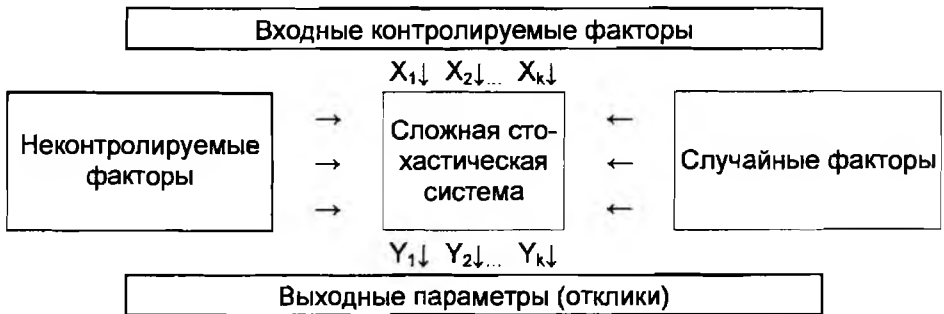 Входные контролируемые факторы
X₁↓ X₂↓... Xₖ↓
Неконтролируемые
факторы
→
→
→
Сложная сто-
хастическая
система
←
←
←
Случайные факторы
Y₁↓ Y₂↓... Yₖ↓
Выходные параметры (отклики)